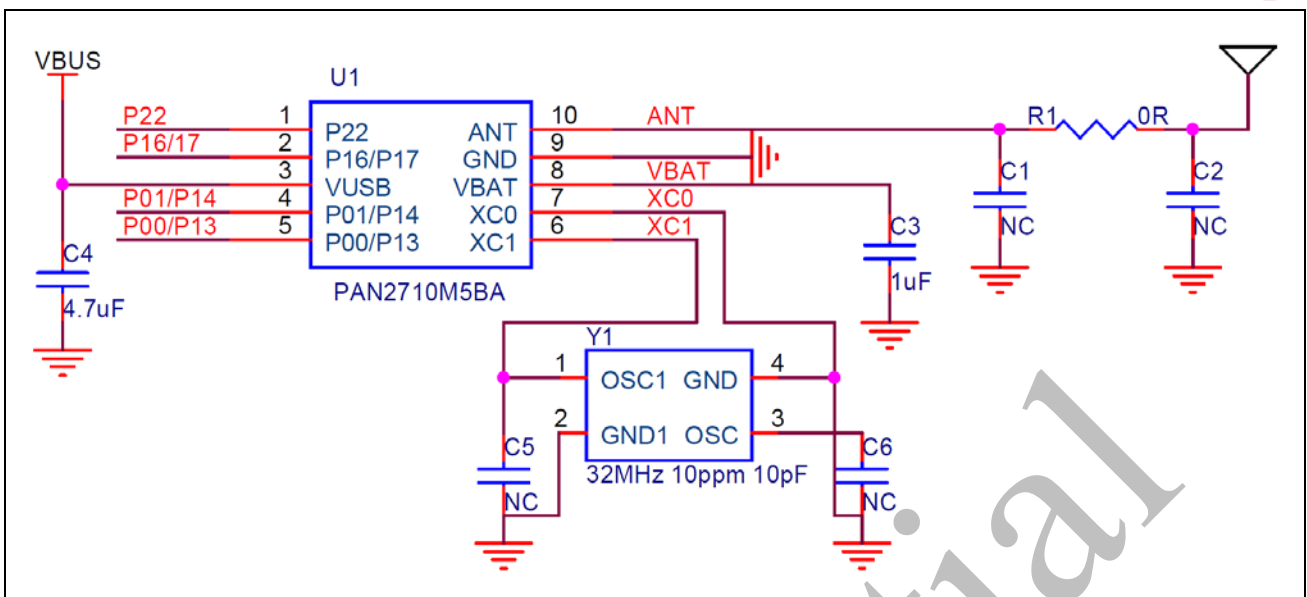 VBUS
U1
P22 1 P22 ANT 10 ANT
P16/17 2 P16/P17 GND 9
3 VUSB VBAT 8 VBAT
P01/P14 4 P01/P14 XC0 7 XC0
P00/P13 5 P00/P13 XC1 6 XC1
PAN2710M5BA
R1 0R
C1
NC
C2
NC
C3
1uF
C4
4.7uF
Y1
1 OSC1 GND 4
2 GND1 OSC 3
32MHz 10ppm 10pF
C5
NC
C6
NC
tial